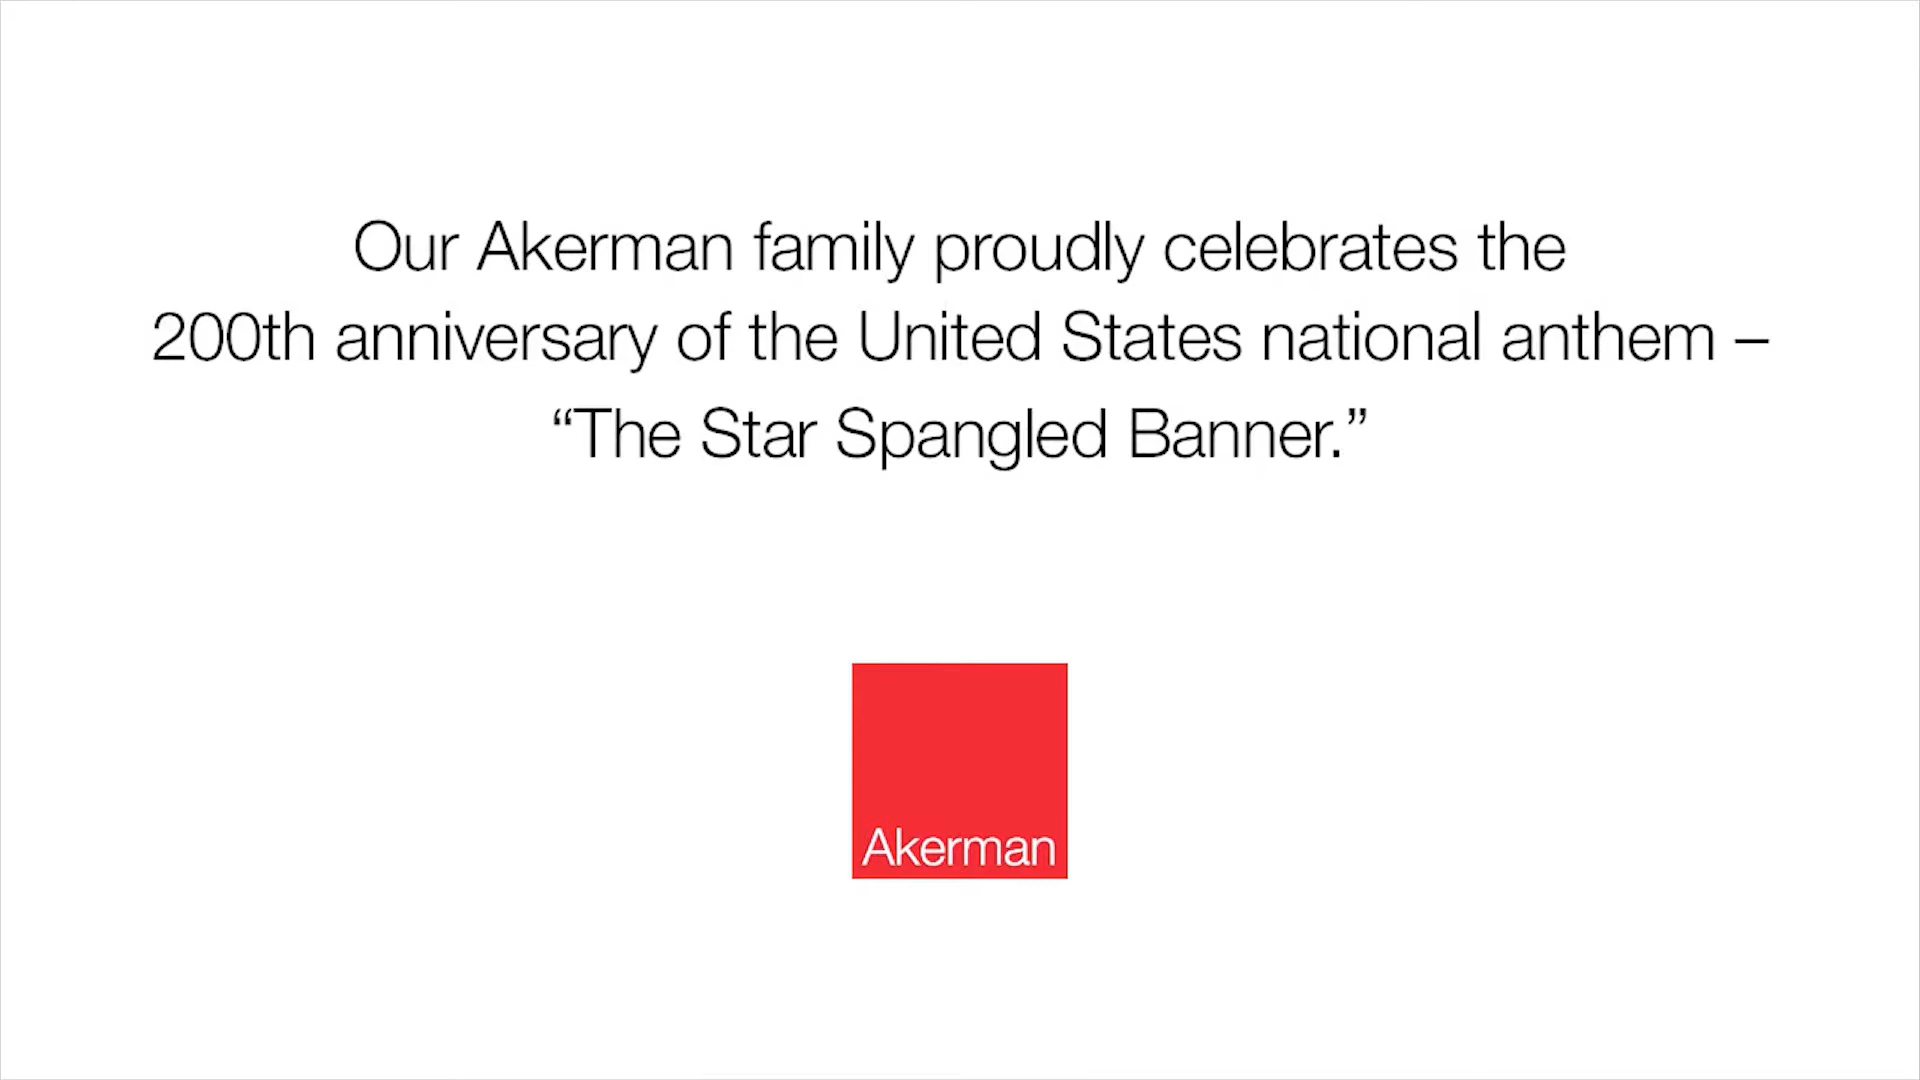 Our Akerman family proudly celebrates the
200th anniversary of the United States national anthem –
“The Star Spangled Banner.”
Akerman